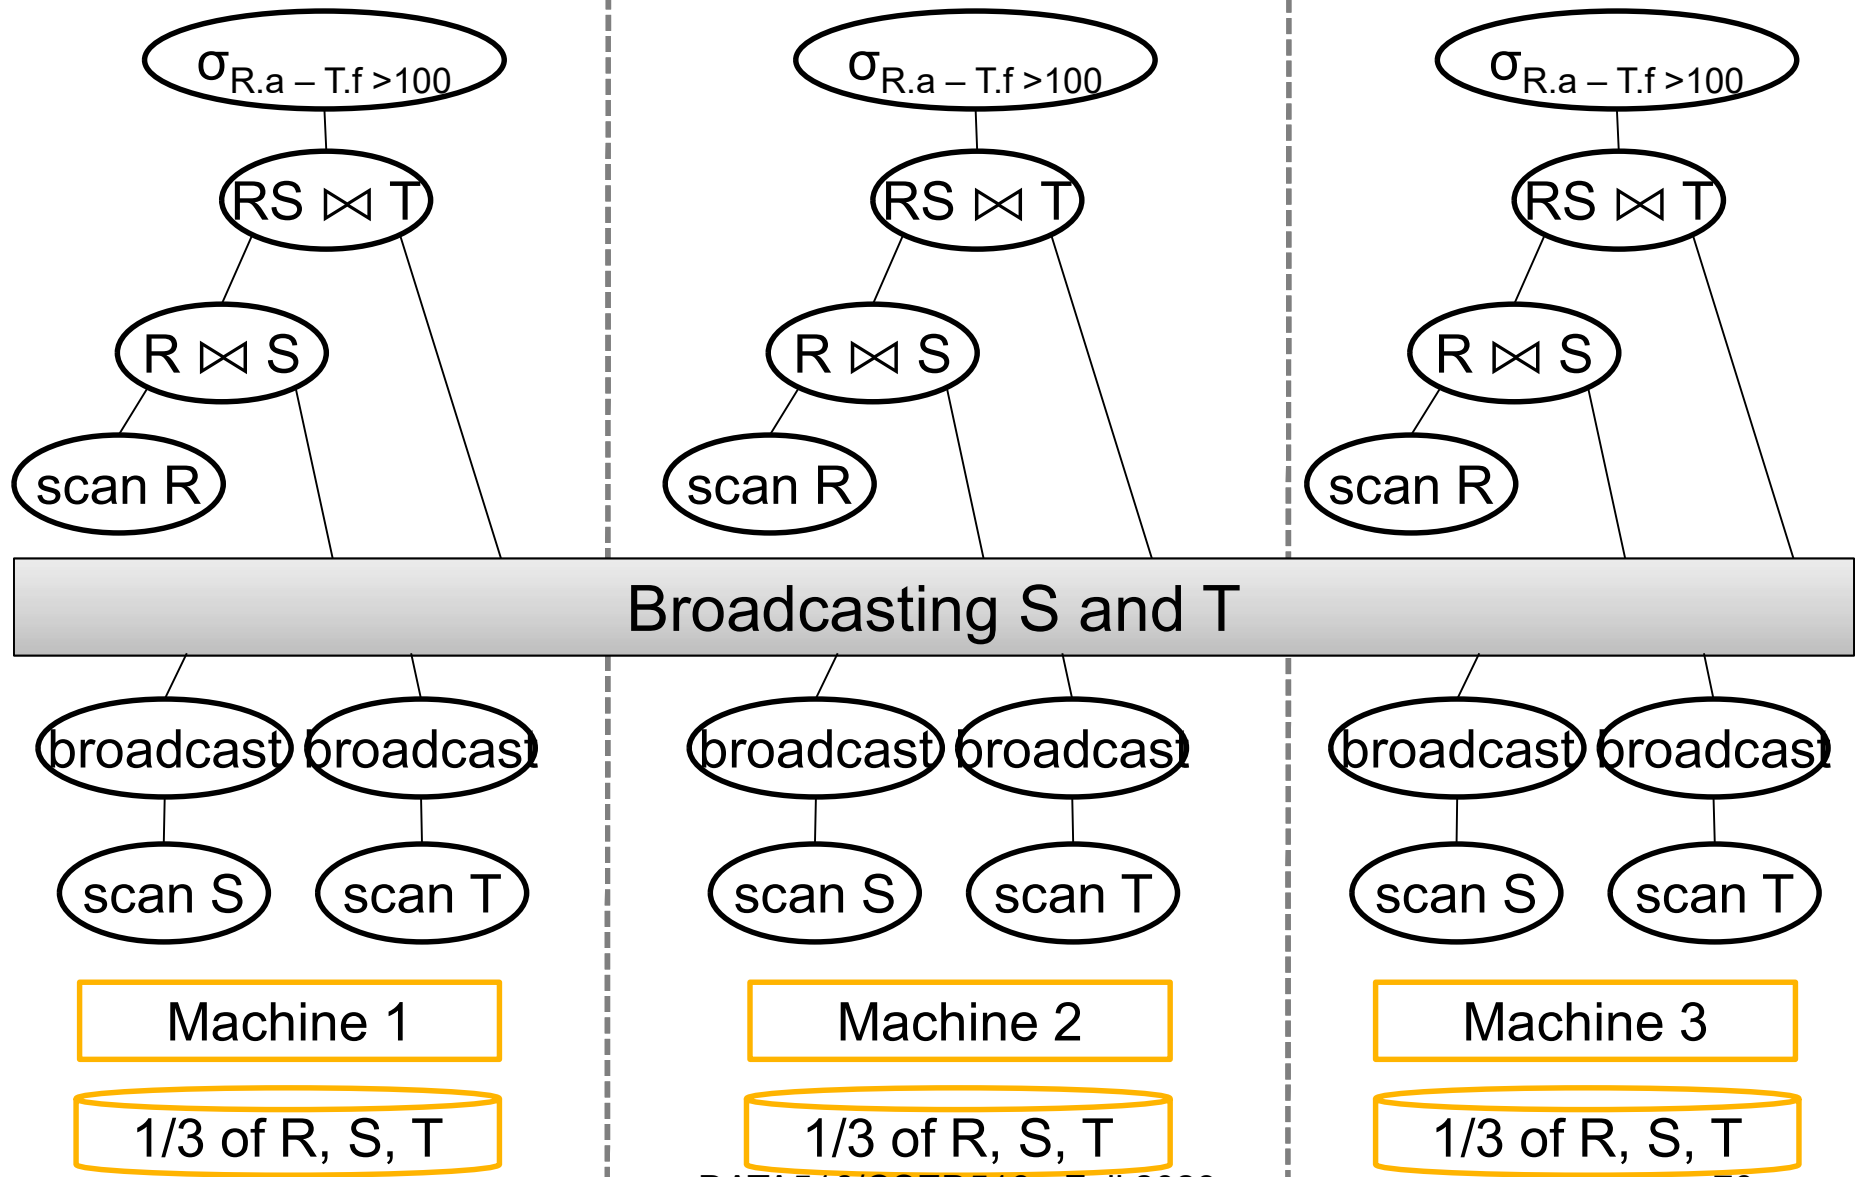 σR.a – T.f >100 σR.a – T.f >100 σR.a – T.f >100
RS ⋈ T RS ⋈ T RS ⋈ T
R ⋈ S R ⋈ S R ⋈ S
scan R scan R scan R
Broadcasting S and T
broadcast broadcast broadcast broadcast broadcast broadcast
scan S scan T scan S scan T scan S scan T
Machine 1 Machine 2 Machine 3
1/3 of R, S, T 1/3 of R, S, T 1/3 of R, S, T